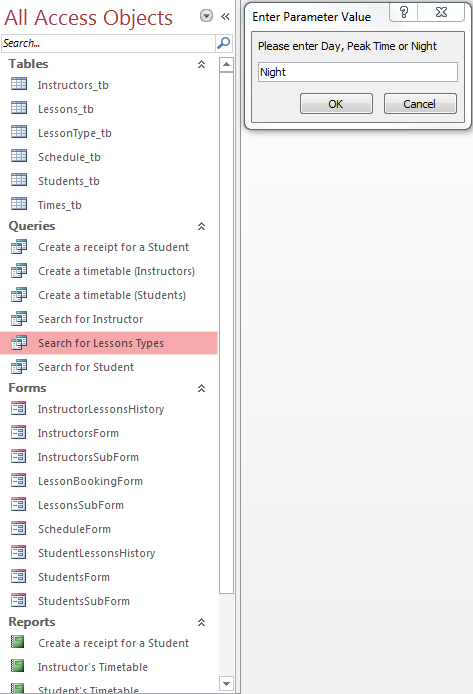 All Access Objects
Search...
Tables
Instructors_tb
Lessons_tb
LessonType_tb
Schedule_tb
Students_tb
Times_tb
Queries
Create a receipt for a Student
Create a timetable (Instructors)
Create a timetable (Students)
Search for Instructor
Search for Lessons Types
Search for Student
Forms
InstructorLessonsHistory
InstructorsForm
InstructorsSubForm
LessonBookingForm
LessonsSubForm
ScheduleForm
StudentLessonsHistory
StudentsForm
StudentsSubForm
Reports
Create a receipt for a Student
Instructor's Timetable
Student's Timetable
Enter Parameter Value
Please enter Day, Peak Time or Night
Night
OK Cancel